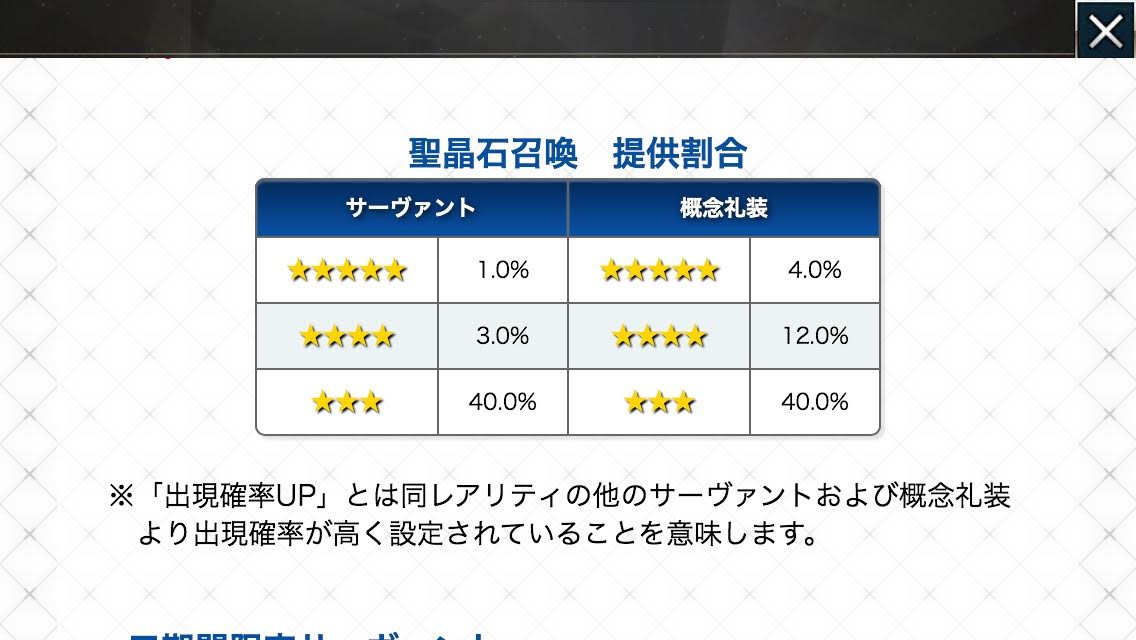 聖晶石召喚　提供割合
サーヴァント 概念礼装
★★★★★ 1.0% ★★★★★ 4.0%
★★★★ 3.0% ★★★★ 12.0%
★★★ 40.0% ★★★ 40.0%
※「出現確率UP」とは同レアリティの他のサーヴァントおよび概念礼装
より出現確率が高く設定されていることを意味します。